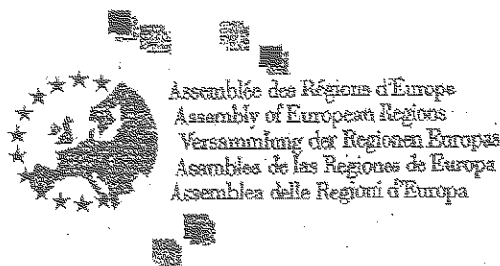 Assemblée des Régions d'Europe
Assembly of European Regions
Versammlung der Regionen Europas
Asamblea de las Regiones de Europa
Assemblea delle Regioni d'Europa